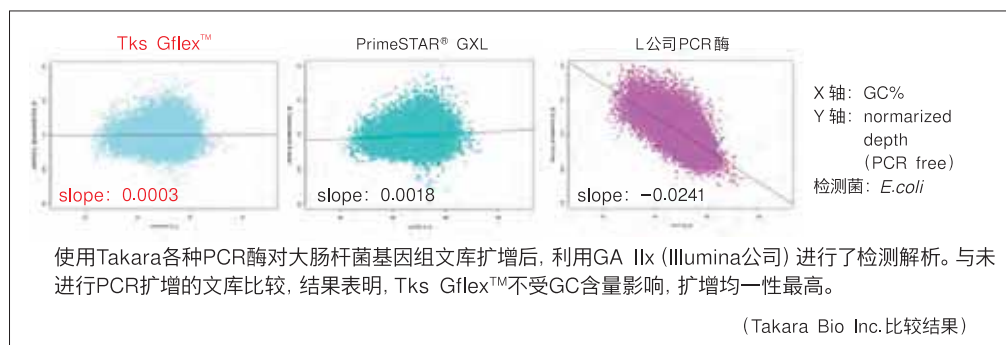 Tks Gflex™
PrimeSTAR® GXL
L公司PCR酶
slope: 0.0003
slope: 0.0018
slope: −0.0241
X 轴: GC%
Y 轴: normarized
depth
(PCR free)
检测菌: E.coli
使用Takara各种PCR酶对大肠杆菌基因组文库扩增后, 利用GA IIx (Illumina公司) 进行了检测解析。与未
进行PCR扩增的文库比较, 结果表明, Tks Gflex™不受GC含量影响, 扩增均一性最高。
(Takara Bio Inc.比较结果)